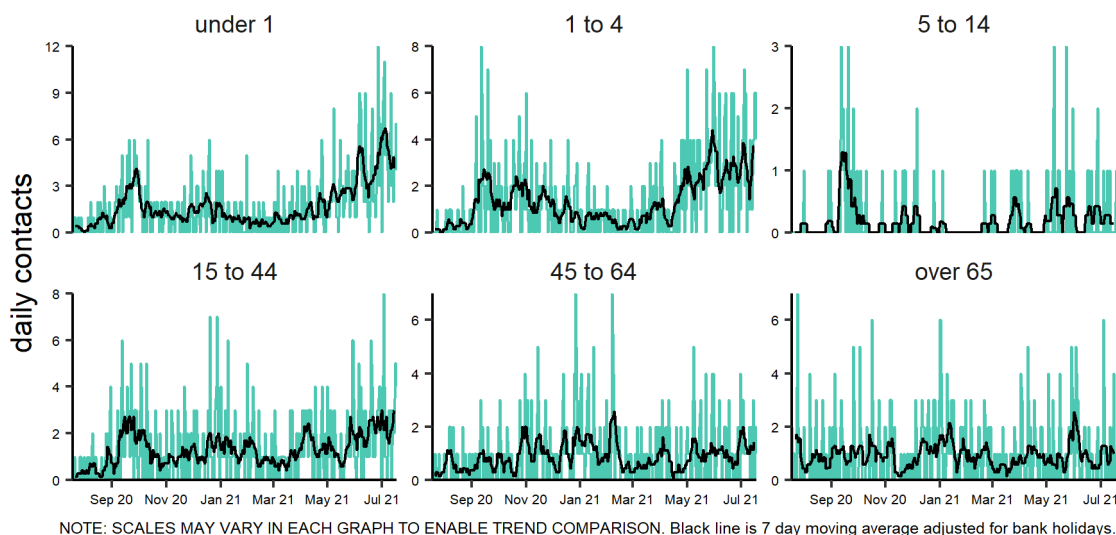 under 1
1 to 4
5 to 14
12
9
6
3
0
8
6
4
2
0
3
2
1
0
daily contacts
15 to 44
45 to 64
over 65
8
6
4
2
0
6
4
2
0
6
4
2
0
Sep 20 Nov 20 Jan 21 Mar 21 May 21 Jul 21
Sep 20 Nov 20 Jan 21 Mar 21 May 21 Jul 21
Sep 20 Nov 20 Jan 21 Mar 21 May 21 Jul 21
NOTE: SCALES MAY VARY IN EACH GRAPH TO ENABLE TREND COMPARISON. Black line is 7 day moving average adjusted for bank holidays.